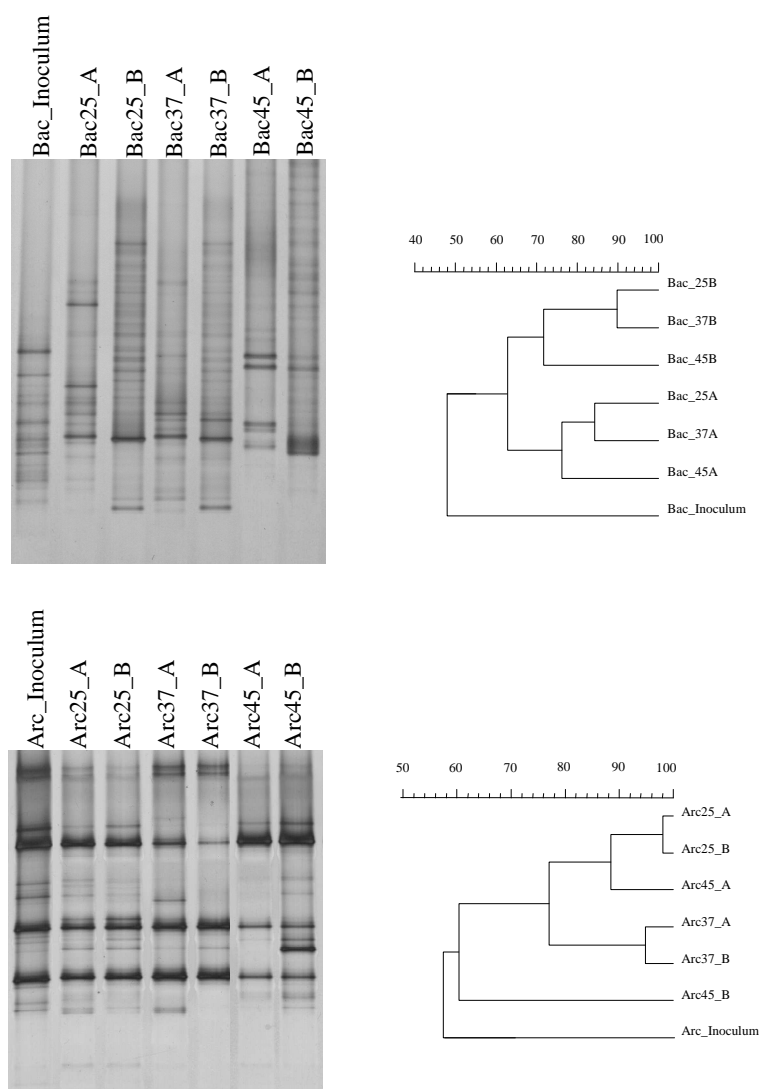 Bac_Inoculum
Bac25_A
Bac25_B
Bac37_A
Bac37_B
Bac45_A
Bac45_B
40 50 60 70 80 90 100
Bac_25B
Bac_37B
Bac_45B
Bac_25A
Bac_37A
Bac_45A
Bac_Inoculum
Arc_Inoculum
Arc25_A
Arc25_B
Arc37_A
Arc37_B
Arc45_A
Arc45_B
50 60 70 80 90 100
Arc25_A
Arc25_B
Arc45_A
Arc37_A
Arc37_B
Arc45_B
Arc_Inoculum